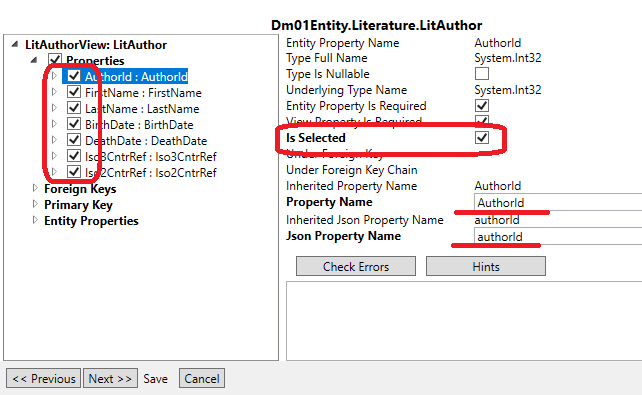 Dm01Entity.Literature.LitAuthor
LitAuthorView: LitAuthor
Properties
AuthorId : AuthorId
FirstName : FirstName
LastName : LastName
BirthDate : BirthDate
DeathDate : DeathDate
Iso3CntrRef : Iso3CntrRef
Iso2CntrRef : Iso2CntrRef
Foreign Keys
Primary Key
Entity Properties
Entity Property Name AuthorId
Type Full Name System.Int32
Type Is Nullable
Underlying Type Name System.Int32
Entity Property Is Required
View Property Is Required
Is Selected
Under Foreign Key
Under Foreign Key Chain
Inherited Property Name AuthorId
Property Name AuthorId
Inherited Json Property Name authorId
Json Property Name authorId
Check Errors Hints
<< Previous Next >> Save Cancel